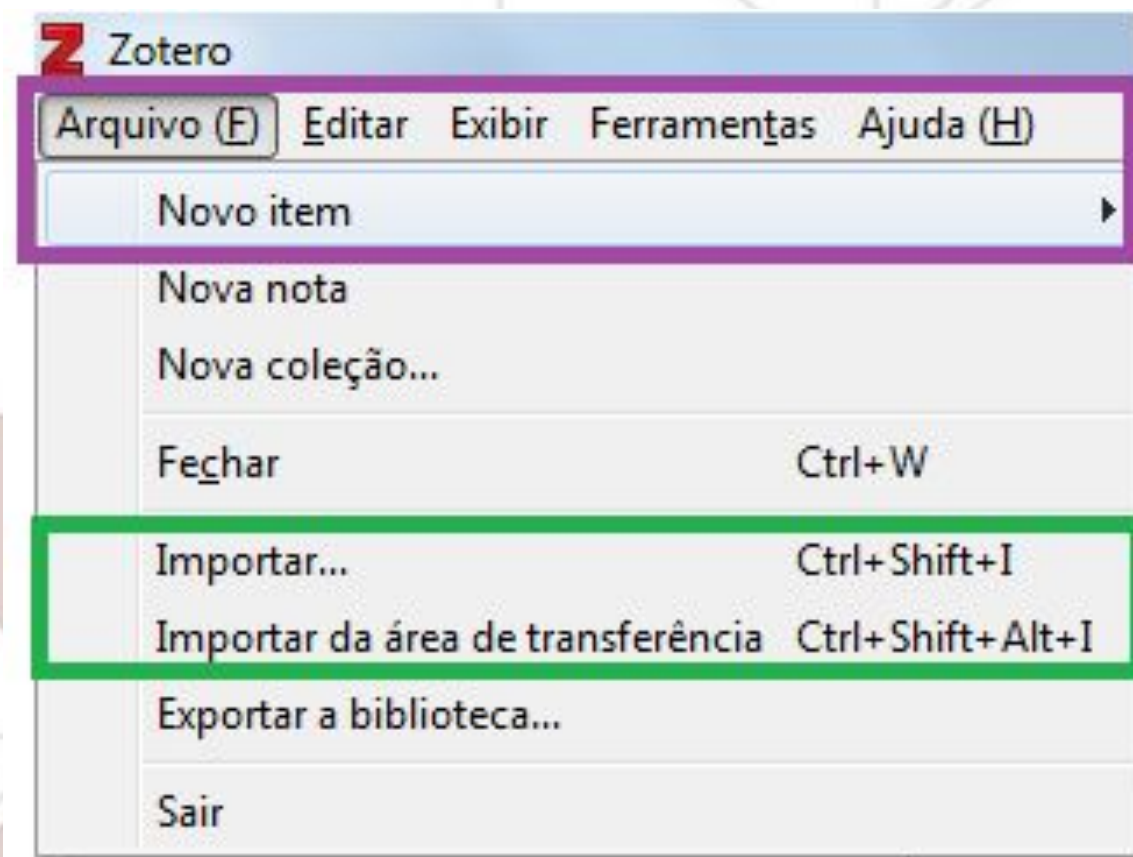 Z Zotero
Arquivo (F) Editar Exibir Ferramentas Ajuda (H)
Novo item
Nova nota
Nova coleção...
Fechar Ctrl+W
Importar... Ctrl+Shift+I
Importar da área de transferência Ctrl+Shift+Alt+I
Exportar a biblioteca...
Sair